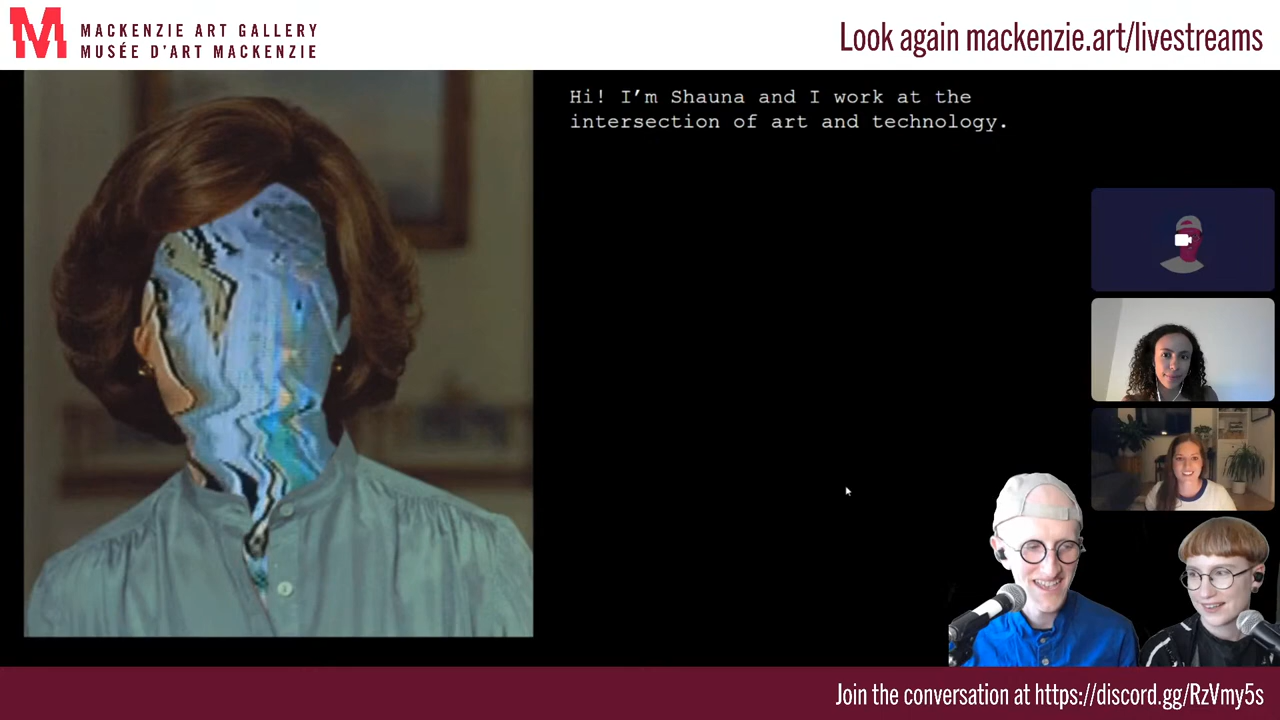 MACKENZIE ART GALLERY
MUSÉE D'ART MACKENZIE
Look again mackenzie.art/livestreams
Hi! I'm Shauna and I work at the
intersection of art and technology.
Join the conversation at https://discord.gg/RzVmy5s